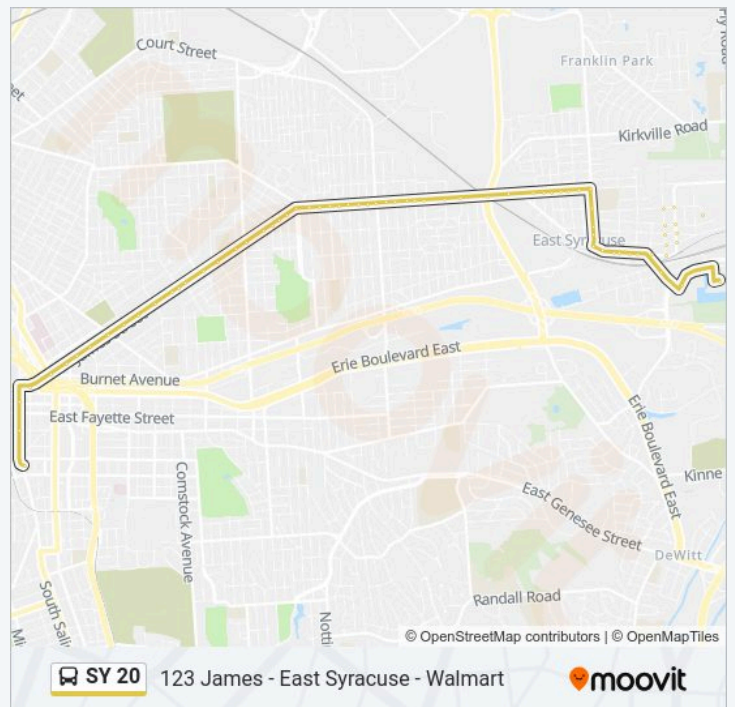 Court Street
Franklin Park
Kirkville Road
East Syracuse
Burnet Avenue
Erie Boulevard East
East Fayette Street
Erie Boulevard East
Comstock Avenue
Kinne
East Genesee Street
DeWitt
South Sali
Randall Road
Notti
Mi
© OpenStreetMap contributors | © OpenMapTiles
SY 20
123 James - East Syracuse - Walmart
moovit